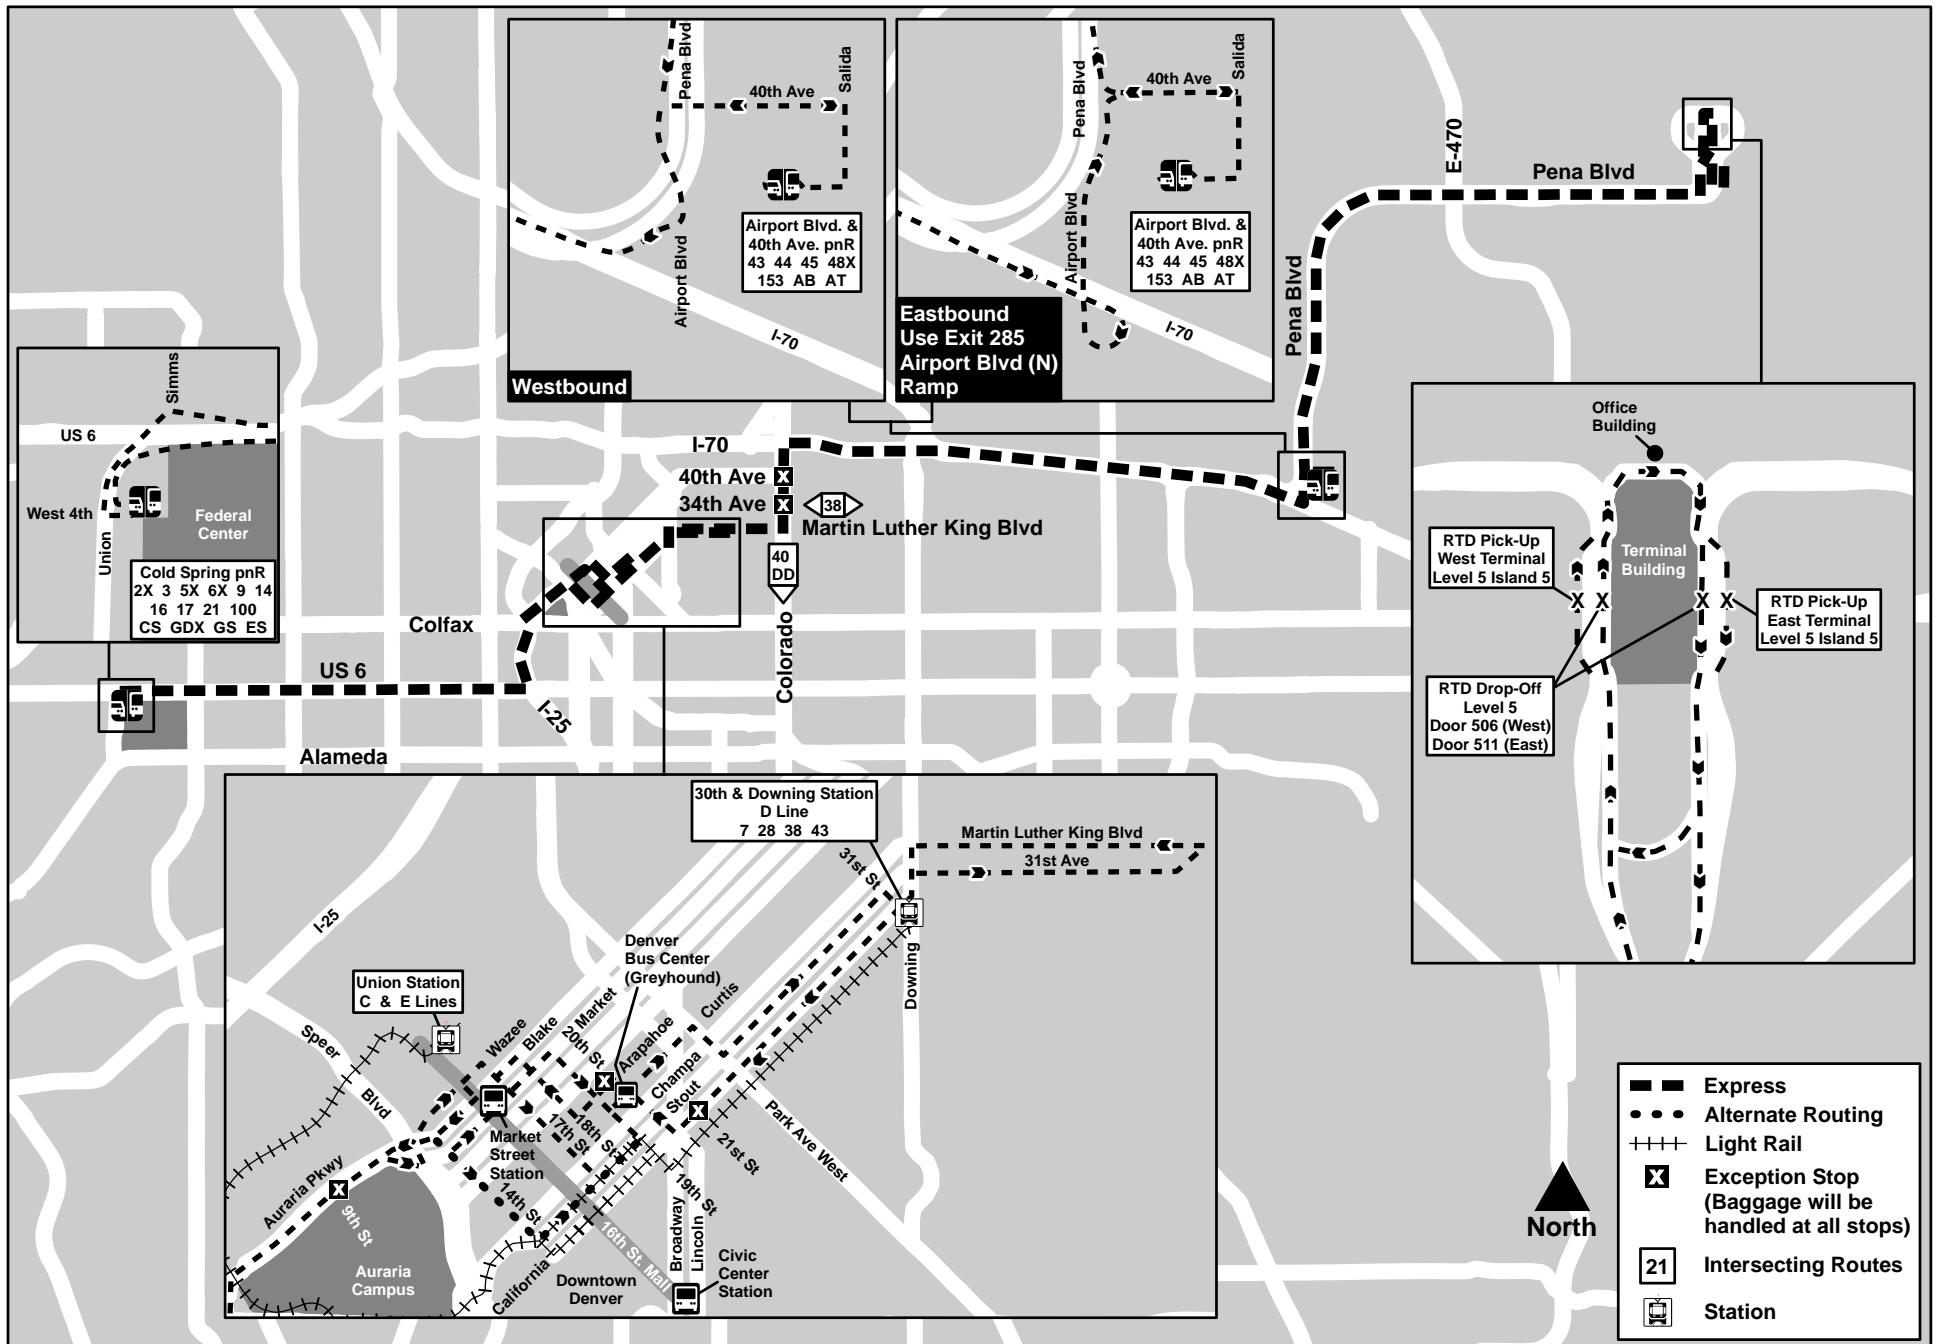 Pena Blvd
40th Ave
Salida
Airport Blvd. &
40th Ave. pnR
43 44 45 48X
153 AB AT
Airport Blvd
I-70
Westbound
Pena Blvd
40th Ave
Salida
Airport Blvd. &
40th Ave. pnR
43 44 45 48X
153 AB AT
Airport Blvd
I-70
Eastbound
Use Exit 285
Airport Blvd (N)
Ramp
E-470
Pena Blvd
Pena Blvd
Simms
US 6
West 4th
Union
Federal
Center
Cold Spring pnR
2X 3 5X 6X 9 14
16 17 21 100
CS GDX GS ES
I-70
40th Ave
34th Ave
38
Martin Luther King Blvd
40
DD
Colorado
Colfax
US 6
I-25
Alameda
Office
Building
Terminal
Building
RTD Pick-Up
West Terminal
Level 5 Island 5
X X X X
RTD Pick-Up
East Terminal
Level 5 Island 5
RTD Drop-Off
Level 5
Door 506 (West)
Door 511 (East)
30th & Downing Station
D Line
7 28 38 43
Martin Luther King Blvd
31st Ave
31st St
Downing
I-25
Denver
Bus Center
(Greyhound)
Union Station
C & E Lines
Speer
Blvd
Wazee
Blake
Market
20th St
Arapahoe
Curtis
Champa
Stout
18th St
17th St
Market
Street
Station
14th St
Auraria Pkwy
9th St
Auraria
Campus
California
Downtown
Denver
16th St. Mall
Broadway
Lincoln
19th St
21st St
Park Ave West
Civic
Center
Station
X
X
X
X
X
North
Express
Alternate Routing
Light Rail
X
Exception Stop
(Baggage will be
handled at all stops)
21
Intersecting Routes
Station